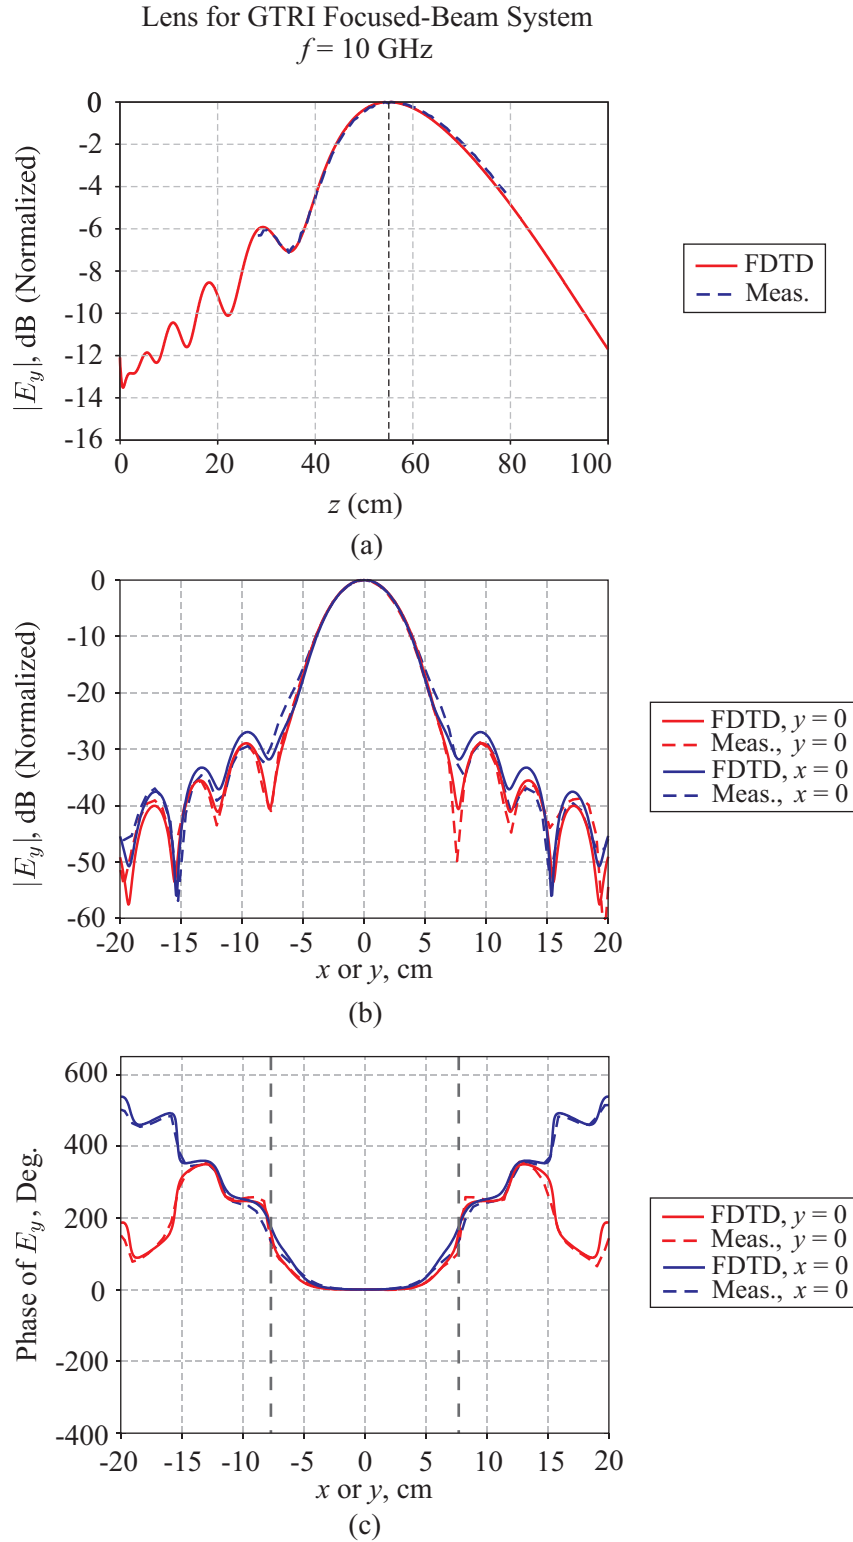 Lens for GTRI Focused-Beam System
f = 10 GHz
|E_y|, dB (Normalized)
0
-2
-4
-6
-8
-10
-12
-14
-16
0 20 40 60 80 100
z (cm)
FDTD
Meas.
(a)
|E_y|, dB (Normalized)
0
-10
-20
-30
-40
-50
-60
-20 -15 -10 -5 0 5 10 15 20
x or y, cm
FDTD, y = 0
Meas., y = 0
FDTD, x = 0
Meas., x = 0
(b)
Phase of E_y, Deg.
600
400
200
0
-200
-400
-20 -15 -10 -5 0 5 10 15 20
x or y, cm
FDTD, y = 0
Meas., y = 0
FDTD, x = 0
Meas., x = 0
(c)